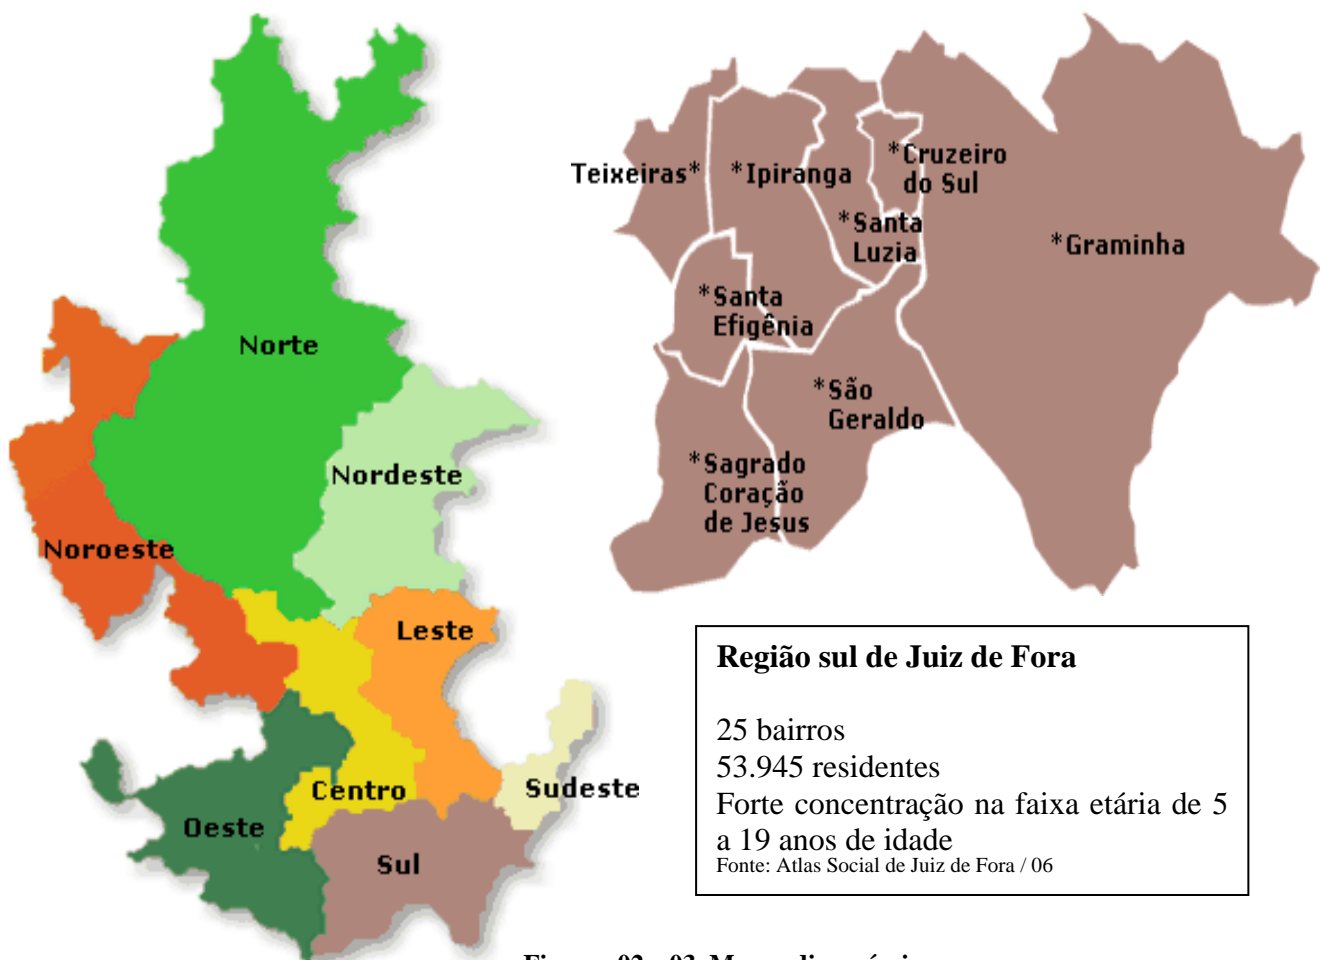 Norte
Nordeste
Noroeste
Leste
Centro
Sudeste
Oeste
Sul
Teixeiras*
*Ipiranga
*Cruzeiro
do Sul
*Santa
Luzia
*Graminha
*Santa
Efigênia
*São
Geraldo
*Sagrado
Coração
de Jesus
Região sul de Juiz de Fora
25 bairros
53.945 residentes
Forte concentração na faixa etária de 5
a 19 anos de idade
Fonte: Atlas Social de Juiz de Fora / 06
02 03